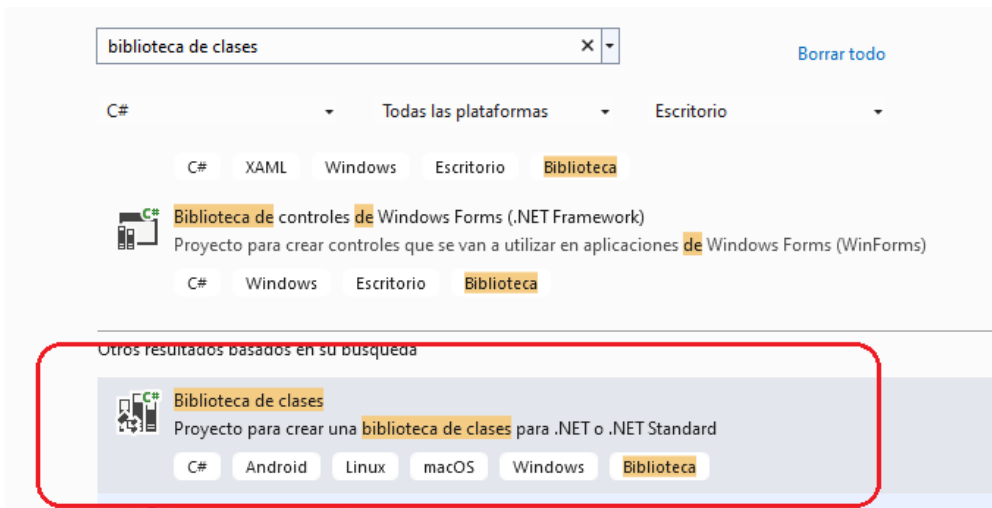 biblioteca de clases
Borrar todo
C# Todas las plataformas Escritorio
C# XAML Windows Escritorio Biblioteca
C#
Biblioteca de controles de Windows Forms (.NET Framework)
Proyecto para crear controles que se van a utilizar en aplicaciones de Windows Forms (WinForms)
C# Windows Escritorio Biblioteca
Otros resultados basados en su búsqueda
C#
Biblioteca de clases
Proyecto para crear una biblioteca de clases para .NET o .NET Standard
C# Android Linux macOS Windows Biblioteca